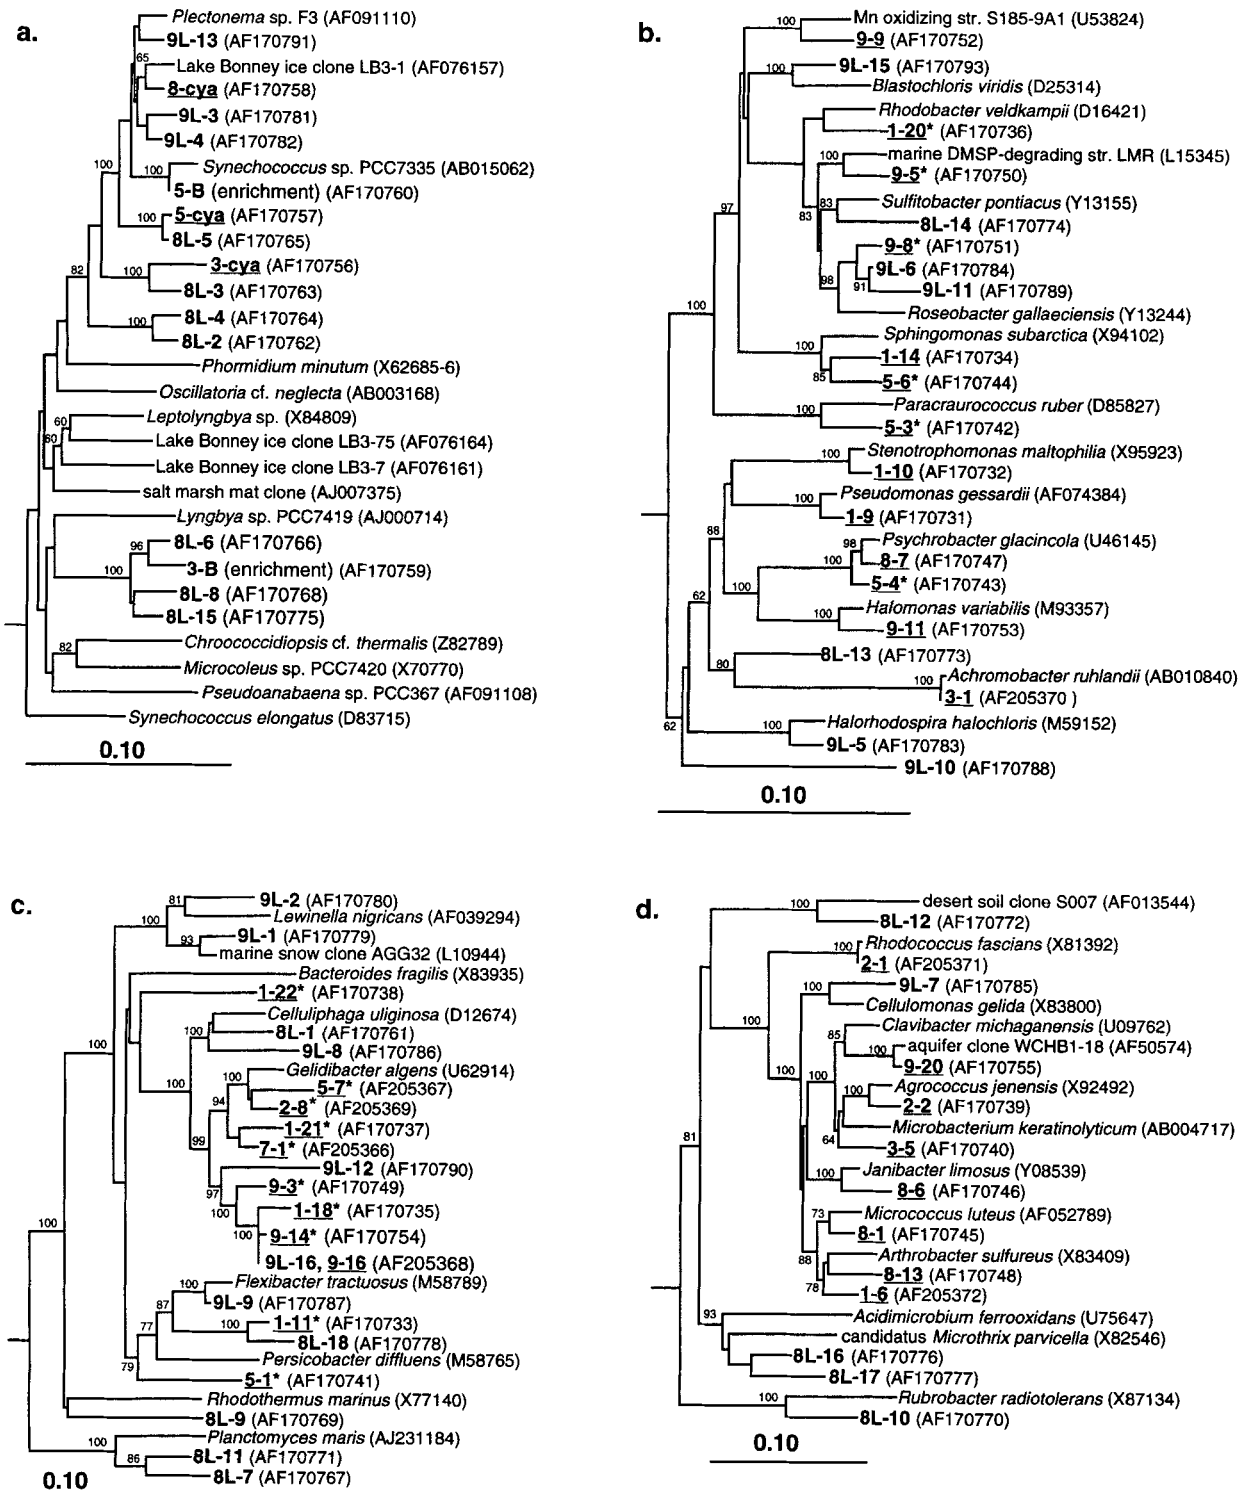 a.
Plectonema sp. F3 (AF091110)
9L-13 (AF170791)
65
Lake Bonney ice clone LB3-1 (AF076157)
8-cya (AF170758)
9L-3 (AF170781)
9L-4 (AF170782)
100
Synechococcus sp. PCC7335 (AB015062)
100
5-B (enrichment) (AF170760)
5-cya (AF170757)
100
8L-5 (AF170765)
3-cya (AF170756)
82
100
8L-3 (AF170763)
8L-4 (AF170764)
100
8L-2 (AF170762)
Phormidium minutum (X62685-6)
Oscillatoria cf. neglecta (AB003168)
Leptolyngbya sp. (X84809)
60
60
Lake Bonney ice clone LB3-75 (AF076164)
Lake Bonney ice clone LB3-7 (AF076161)
salt marsh mat clone (AJ007375)
Lyngbya sp. PCC7419 (AJ000714)
8L-6 (AF170766)
96
3-B (enrichment) (AF170759)
100
8L-8 (AF170768)
8L-15 (AF170775)
Chroococcidiopsis cf. thermalis (Z82789)
82
Microcoleus sp. PCC7420 (X70770)
Pseudoanabaena sp. PCC367 (AF091108)
Synechococcus elongatus (D83715)
0.10
b.
Mn oxizing str. S185-9A1 (U53824)
100
9-9 (AF170752)
9L-15 (AF170793)
100
Blastochloris viridis (D25314)
Rhodobacter veldkampii (D16421)
1-20* (AF170736)
100
marine DMSP-degrading str. LMR (L15345)
9-5* (AF170750)
97
83
83
Sulfitobacter pontiacus (Y13155)
8L-14 (AF170774)
9-8* (AF170751)
9L-6 (AF170784)
98
91
9L-11 (AF170789)
100
Roseobacter gallaeciensis (Y13244)
Sphingomonas subarctica (X94102)
100
1-14 (AF170734)
85
5-6* (AF170744)
Paracraurococcus ruber (D85827)
100
5-3* (AF170742)
Stenotrophomonas maltophilia (X95923)
100
1-10 (AF170732)
Pseudomonas gessardii (AF074384)
100
1-9 (AF170731)
88
Psychrobacter glacincola (U46145)
98
8-7 (AF170747)
100
5-4* (AF170743)
100
Halomonas variabilis (M93357)
62
100
9-11 (AF170753)
8L-13 (AF170773)
80
Achromobacter ruhlandii (AB010840)
100
3-1 (AF205370 )
62
Halorhodospira halochloris (M59152)
100
9L-5 (AF170783)
9L-10 (AF170788)
0.10
c.
81
9L-2 (AF170780)
Lewinella nigricans (AF039294)
100
9L-1 (AF170779)
93
marine snow clone AGG32 (L10944)
Bacteroides fragilis (X83935)
1-22* (AF170738)
Celluliphaga uliginosa (D12674)
100
8L-1 (AF170761)
100
9L-8 (AF170786)
Gelidibacter algens (U62914)
100
100
5-7* (AF205367)
94
2-8* (AF205369)
1-21* (AF170737)
99
7-1* (AF205366)
9L-12 (AF170790)
97
9-3* (AF170749)
100
1-18* (AF170735)
100
100
9-14* (AF170754)
9L-16, 9-16 (AF205368)
Flexibacter tractuosus (M58789)
100
9L-9 (AF170787)
87
1-11* (AF170733)
77
100
8L-18 (AF170778)
79
Persicobacter diffluens (M58765)
5-1* (AF170741)
Rhodothermus marinus (X77140)
8L-9 (AF170769)
Planctomyces maris (AJ231184)
100
86
8L-11 (AF170771)
8L-7 (AF170767)
0.10
d.
desert soil clone S007 (AF013544)
100
8L-12 (AF170772)
Rhodococcus fascians (X81392)
100
2-1 (AF205371)
9L-7 (AF170785)
100
Cellulomonas gelida (X83800)
100
Clavibacter michaganensis (U09762)
85
aquifer clone WCHB1-18 (AF50574)
100
9-20 (AF170755)
100
100
Agrococcus jenensis (X92492)
100
2-2 (AF170739)
Microbacterium keratinolyticum (AB004717)
64
3-5 (AF170740)
81
Janibacter limosus (Y08539)
100
8-6 (AF170746)
Micrococcus luteus (AF052789)
73
8-1 (AF170745)
88
Arthrobacter sulfureus (X83409)
8-13 (AF170748)
78
1-6 (AF205372)
93
Acidimicrobium ferrooxidans (U75647)
candidatus Microthrix parvicella (X82546)
8L-16 (AF170776)
8L-17 (AF170777)
Rubrobacter radiotolerans (X87134)
100
8L-10 (AF170770)
0.10